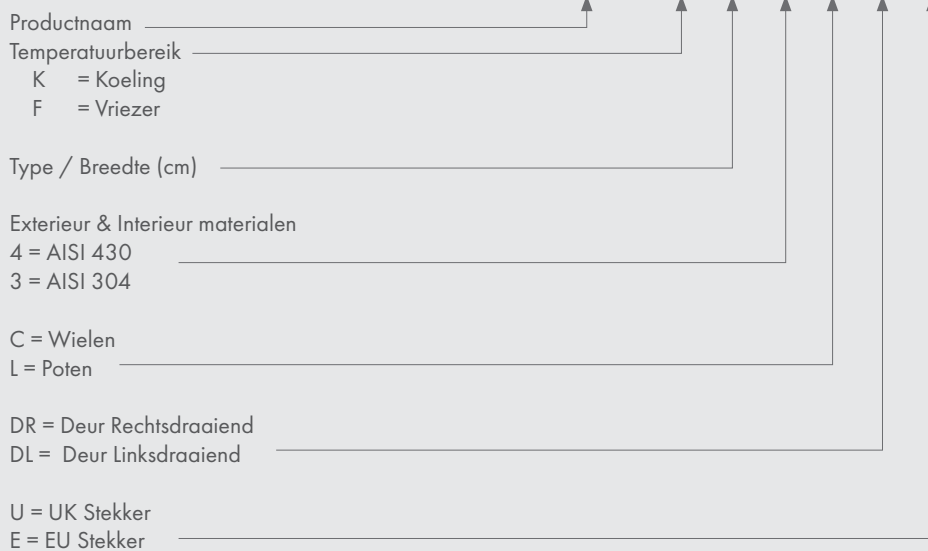 Productnaam
Temperatuurbereik
K = Koeling
F = Vriezer
Type / Breedte (cm)
Exterieur & Interieur materialen
4 = AISI 430
3 = AISI 304
C = Wielen
L = Poten
DR = Deur Rechtsdraaiend
DL = Deur Linksdraaiend
U = UK Stekker
E = EU Stekker